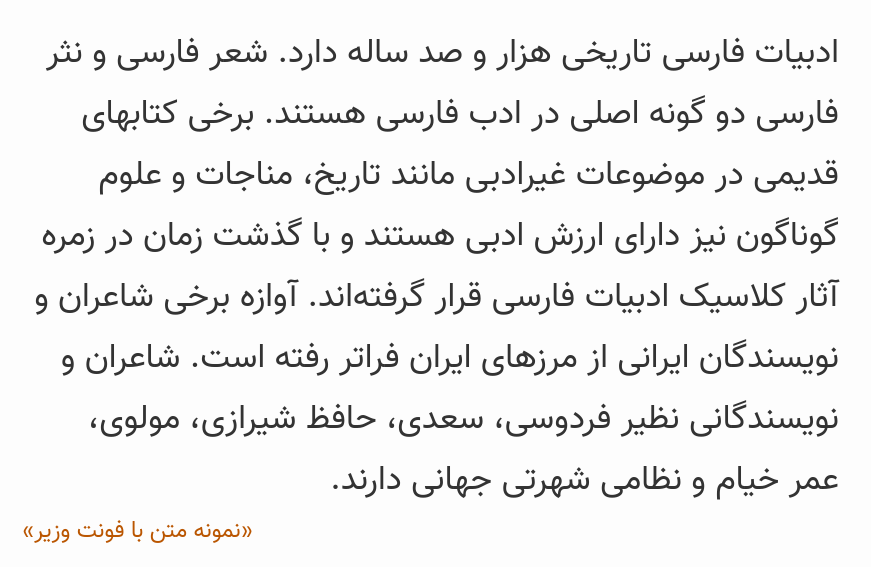 ادبیات فارسی تاریخی هزار و صد ساله دارد. شعر فارسی و نثر
فارسی دو گونه اصلی در ادب فارسی هستند. برخی کتابهای
قدیمی در موضوعات غیرادبی مانند تاریخ، مناجات و علوم
گوناگون نیز دارای ارزش ادبی هستند و با گذشت زمان در زمره
آثار کلاسیک ادبیات فارسی قرار گرفته‌اند. آوازه برخی شاعران و
نویسندگان ایرانی از مرزهای ایران فراتر رفته است. شاعران و
نویسندگانی نظیر فردوسی، سعدی، حافظ شیرازی، مولوی،
عمر خیام و نظامی شهرتی جهانی دارند.
«نمونه متن با فونت وزیر»